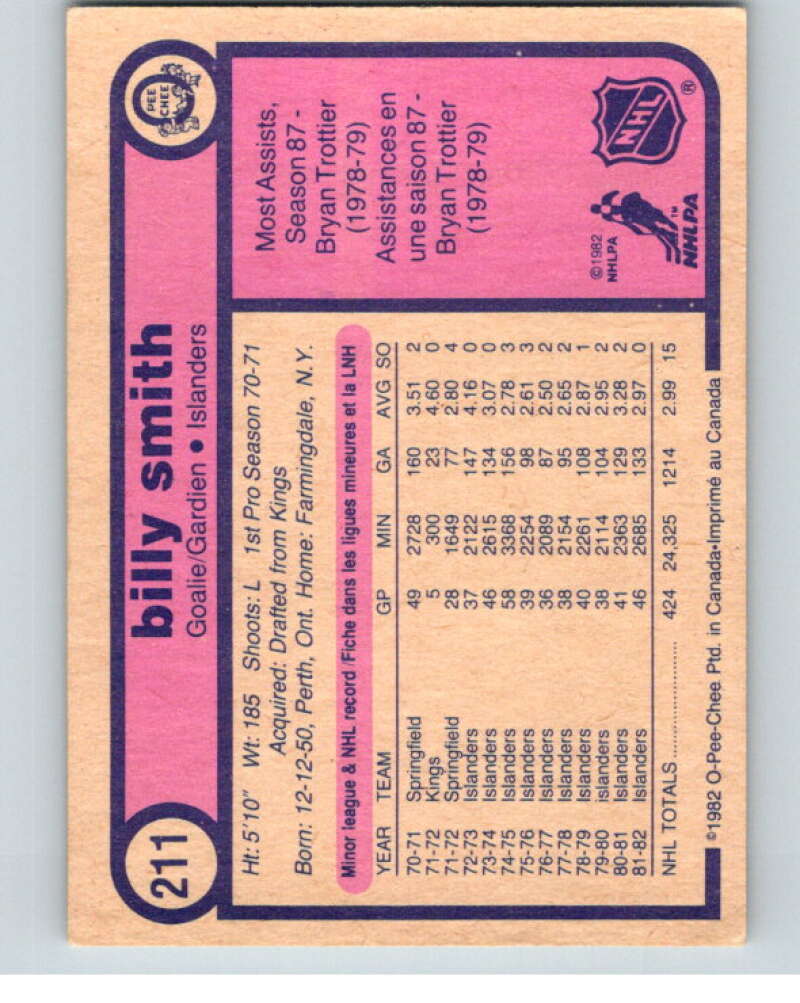 211
billy smith
Goalie/Gardien • Islanders
O PEE CHEE
Ht: 5'10" Wt: 185 Shoots: L 1st Pro Season 70-71
Acquired: Drafted from Kings
Born: 12-12-50, Perth, Ont. Home: Farmingdale, N.Y.
Minor league & NHL record/Fiche dans les ligues mineures et la LNH
YEAR TEAM GP MIN GA AVG SO
70-71 Springfield 49 2728 160 3.51 2
71-72 Kings 5 300 23 4.60 0
71-72 Springfield 28 1649 77 2.80 4
72-73 Islanders 37 2122 147 4.16 0
73-74 Islanders 46 2615 134 3.07 0
74-75 Islanders 58 3368 156 2.78 3
75-76 Islanders 39 2254 98 2.61 3
76-77 Islanders 36 2089 87 2.50 2
77-78 Islanders 38 2154 95 2.65 2
78-79 Islanders 40 2261 108 2.87 1
79-80 Islanders 38 2114 104 2.95 2
80-81 Islanders 41 2363 129 3.28 2
81-82 Islanders 46 2685 133 2.97 0
NHL TOTALS .................... 424 24,325 1214 2.99 15
Most Assists,
Season 87 -
Bryan Trottier
(1978-79)
Assistances en
une saison 87 -
Bryan Trottier
(1978-79)
©1982
NHLPA
NHLPA™
NHL®
©1982 O-Pee-Chee Ptd. in Canada•Imprimé au Canada